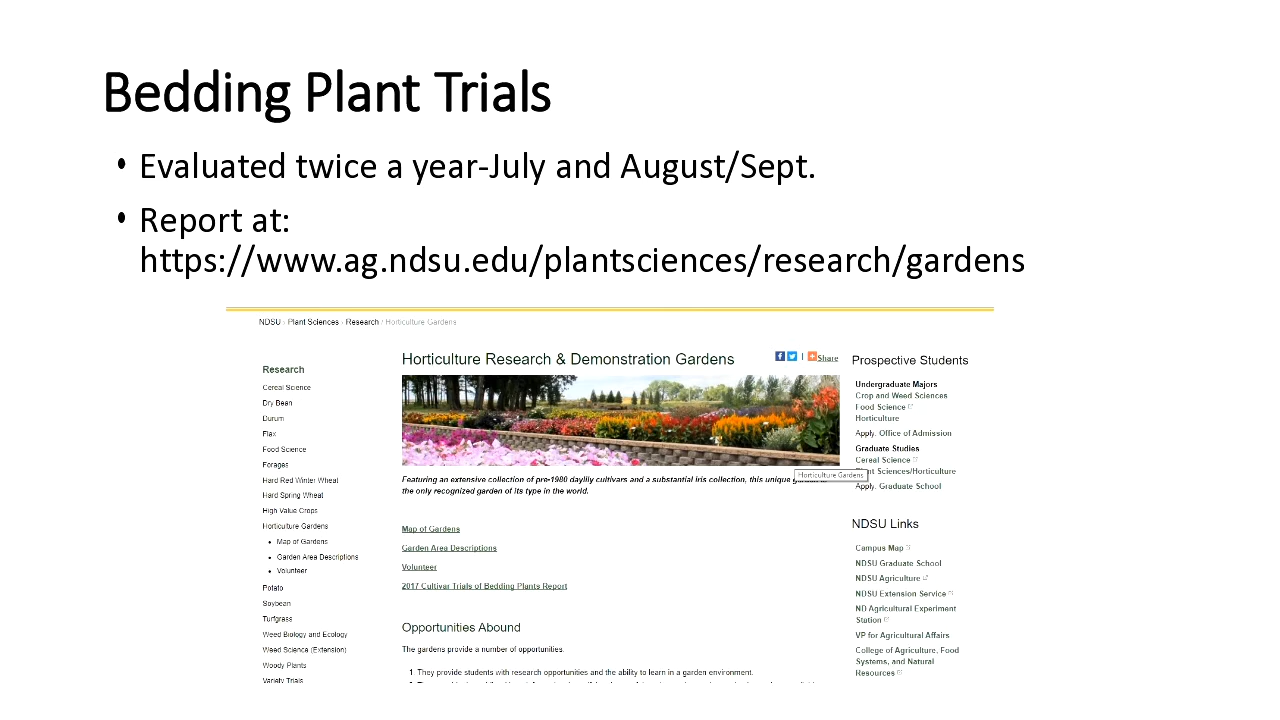 Bedding Plant Trials
• Evaluated twice a year-July and August/Sept.
• Report at:
https://www.ag.ndsu.edu/plantsciences/research/gardens
NDSU › Plant Sciences › Research / Horticulture Gardens
Research
Cereal Science
Dry Bean
Durum
Flax
Food Science
Forages
Hard Red Winter Wheat
Hard Spring Wheat
High Value Crops
Horticulture Gardens
• Map of Gardens
• Garden Area Descriptions
• Volunteer
Potato
Soybean
Turfgrass
Weed Biology and Ecology
Weed Science (Extension)
Woody Plants
Variety Trials
Horticulture Research & Demonstration Gardens
| Share
Horticulture Gardens
Featuring an extensive collection of pre-1980 daylily cultivars and a substantial iris collection, this unique
the only recognized garden of its type in the world.
Map of Gardens
Garden Area Descriptions
Volunteer
2017 Cultivar Trials of Bedding Plants Report
Opportunities Abound
The gardens provide a number of opportunities.
1. They provide students with research opportunities and the ability to learn in a garden environment.
Prospective Students
Undergraduate Majors
Crop and Weed Sciences
Food Science
Horticulture
Apply. Office of Admission
Graduate Studies
Cereal Science
Sciences/Horticulture
Apply. Graduate School
NDSU Links
Campus Map
NDSU Graduate School
NDSU Agriculture
NDSU Extension Service
ND Agricultural Experiment
Station
VP for Agricultural Affairs
College of Agriculture, Food
Systems, and Natural
Resources